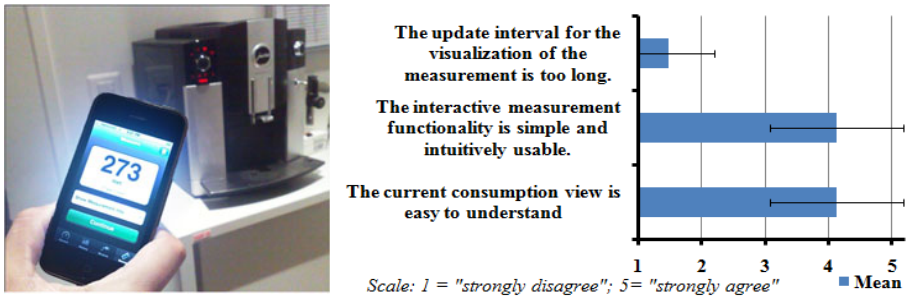 273
Continue
The update interval for the
visualization of the
measurement is too long.
The interactive measurement
functionality is simple and
intuitively usable.
The current consumption view is
easy to understand
1 2 3 4 5
Scale: 1 = "strongly disagree"; 5= "strongly agree"
Mean